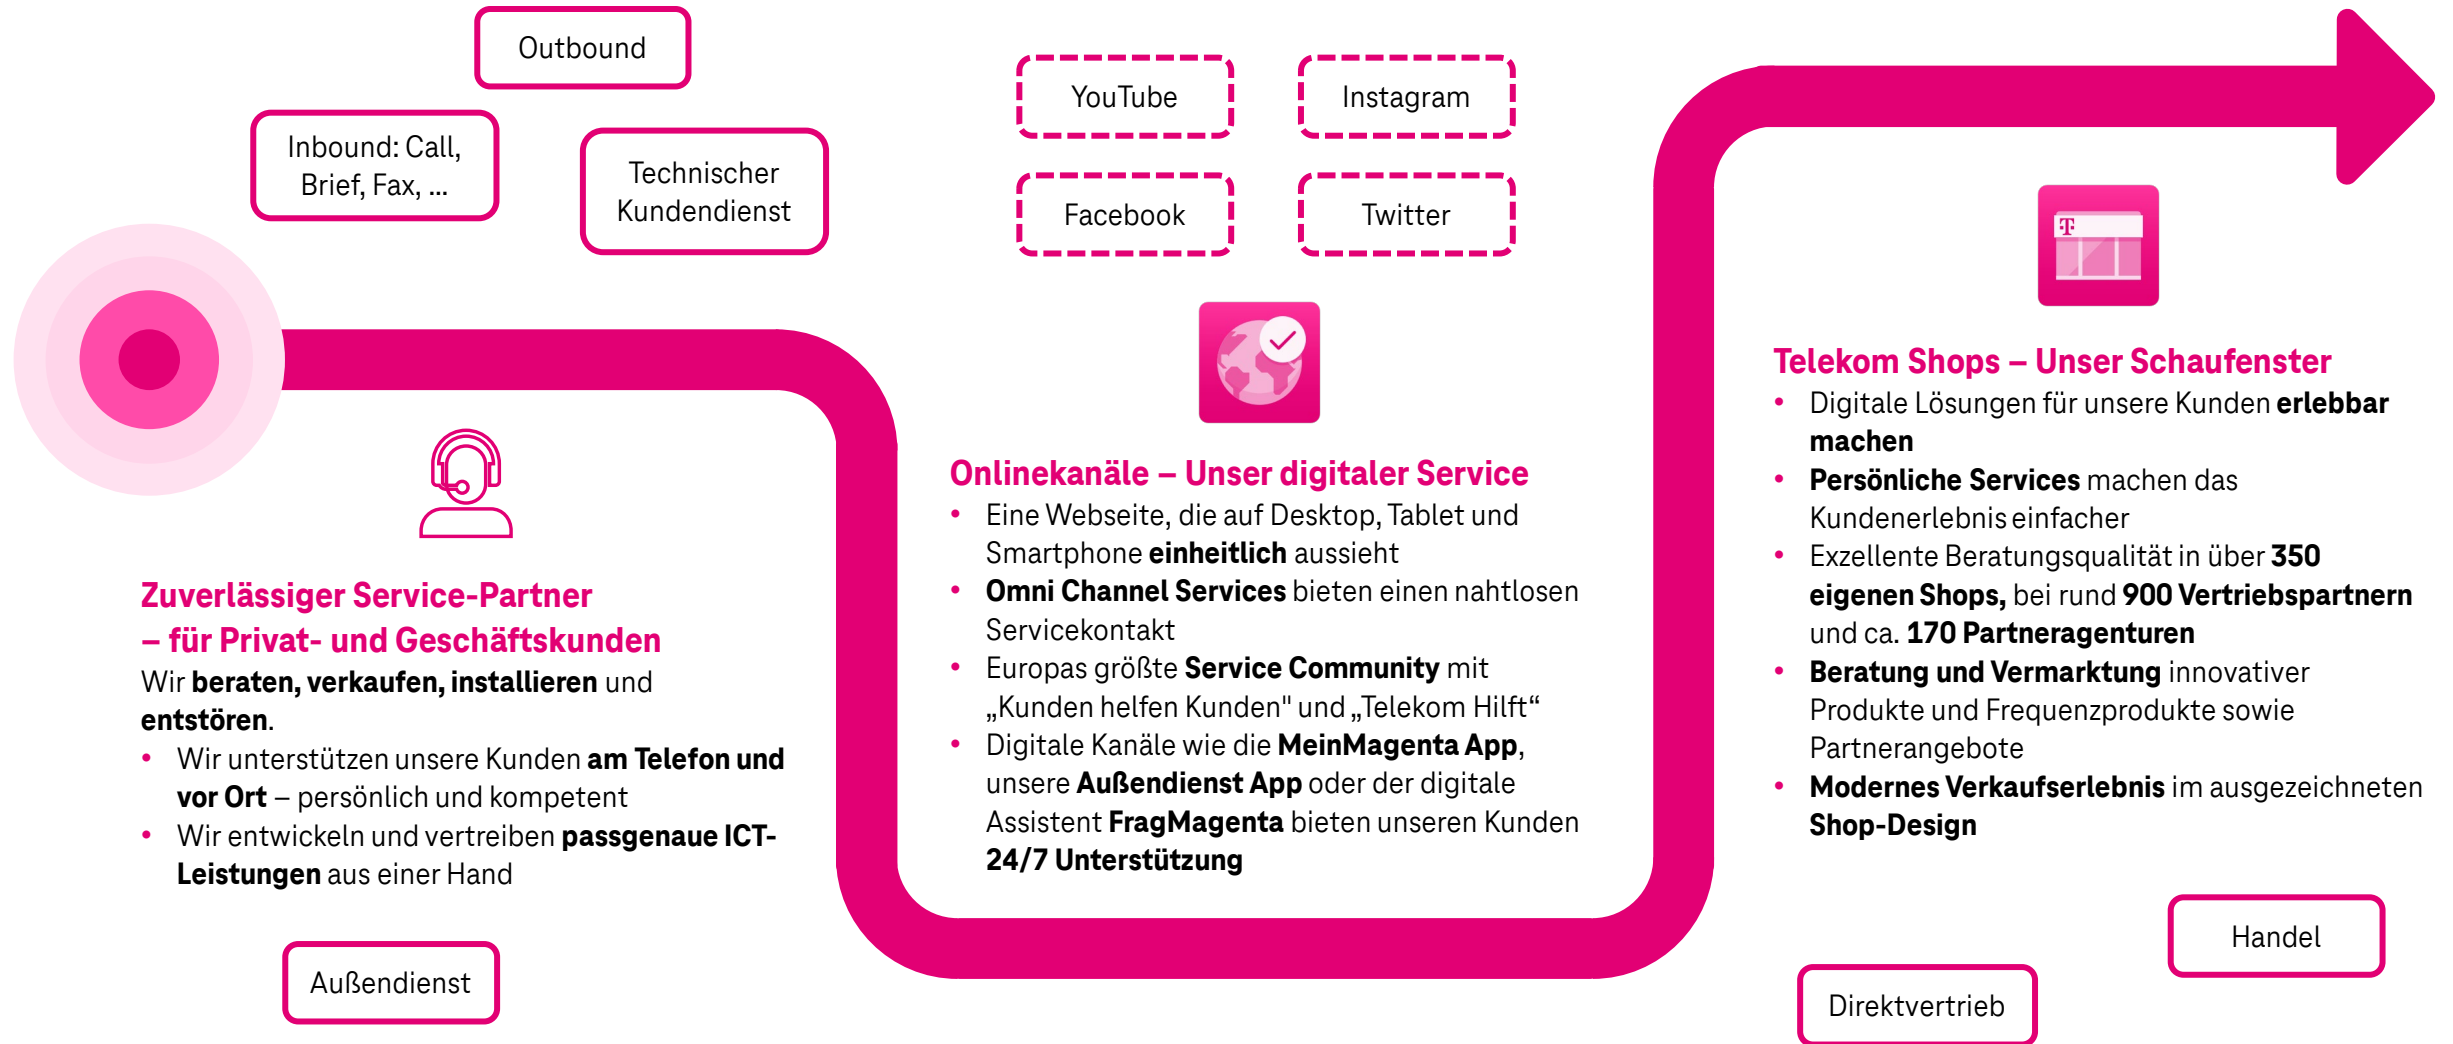 Outbound
Inbound: Call,
Brief, Fax, ...
Technischer
Kundendienst
Zuverlässiger Service-Partner
– für Privat- und Geschäftskunden
Wir beraten, verkaufen, installieren und
entstören.
• Wir unterstützen unsere Kunden am Telefon und
vor Ort – persönlich und kompetent
• Wir entwickeln und vertreiben passgenaue ICT-
Leistungen aus einer Hand
Außendienst
YouTube
Instagram
Facebook
Twitter
Onlinekanäle – Unser digitaler Service
• Eine Webseite, die auf Desktop, Tablet und
Smartphone einheitlich aussieht
• Omni Channel Services bieten einen nahtlosen
Servicekontakt
• Europas größte Service Community mit
„Kunden helfen Kunden" und „Telekom Hilft“
• Digitale Kanäle wie die MeinMagenta App,
unsere Außendienst App oder der digitale
Assistent FragMagenta bieten unseren Kunden
24/7 Unterstützung
T
Telekom Shops – Unser Schaufenster
• Digitale Lösungen für unsere Kunden erlebbar
machen
• Persönliche Services machen das
Kundenerlebnis einfacher
• Exzellente Beratungsqualität in über 350
eigenen Shops, bei rund 900 Vertriebspartnern
und ca. 170 Partneragenturen
• Beratung und Vermarktung innovativer
Produkte und Frequenzprodukte sowie
Partnerangebote
• Modernes Verkaufserlebnis im ausgezeichneten
Shop-Design
Handel
Direktvertrieb